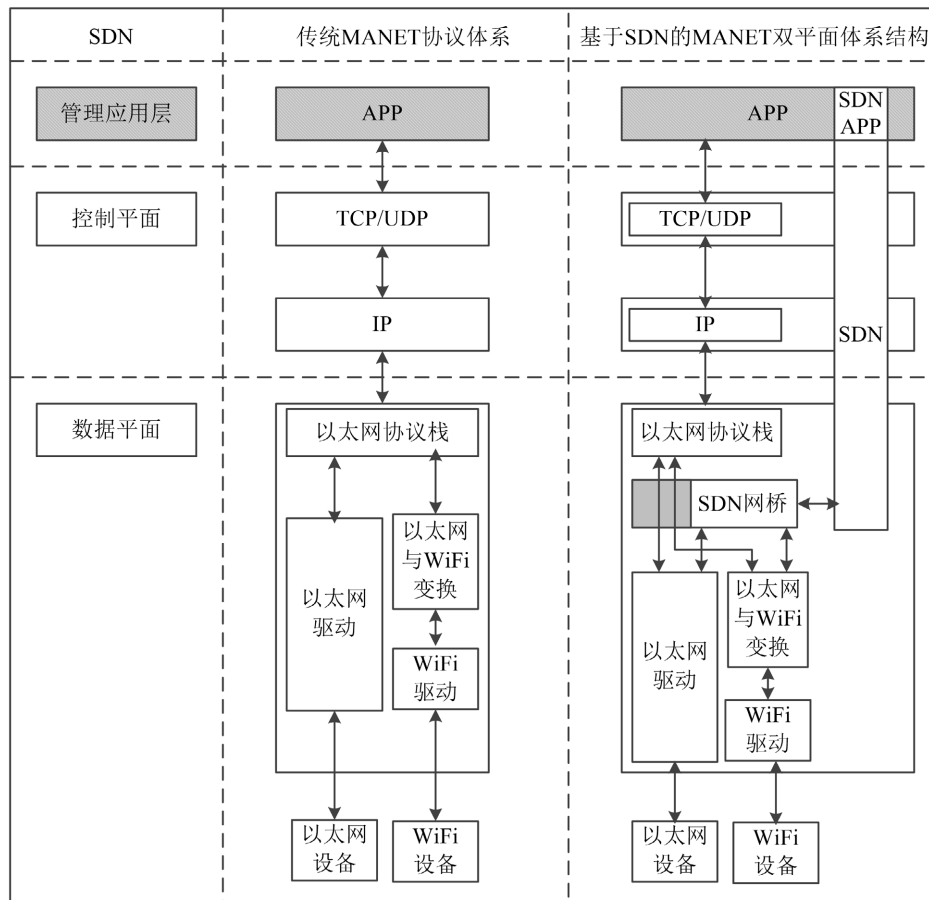 SDN
传统MANET协议体系
基于SDN的MANET双平面体系结构
管理应用层
APP
APP
SDN
APP
控制平面
TCP/UDP
TCP/UDP
IP
IP
SDN
数据平面
以太网协议栈
以太网
驱动
以太网
与WiFi
变换
WiFi
驱动
以太网
设备
WiFi
设备
以太网协议栈
SDN网桥
以太网
驱动
以太网
与WiFi
变换
WiFi
驱动
以太网
设备
WiFi
设备